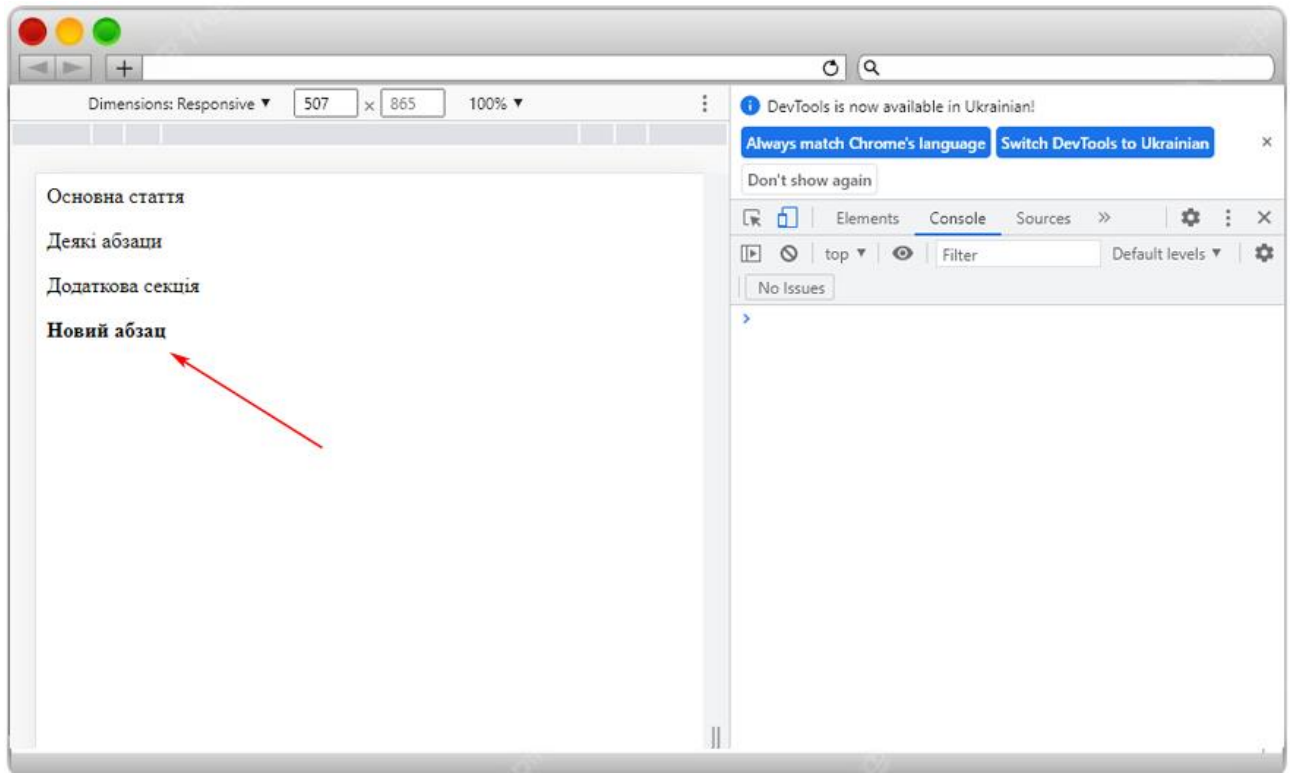 Dimensions: Responsive ▼ 507 × 865 100% ▼
DevTools is now available in Ukrainian!
Always match Chrome's language Switch DevTools to Ukrainian
Don't show again
Elements Console Sources
top ▼ Filter Default levels ▼
No Issues
Основна стаття
Деякі абзаци
Додаткова секція
Новий абзац